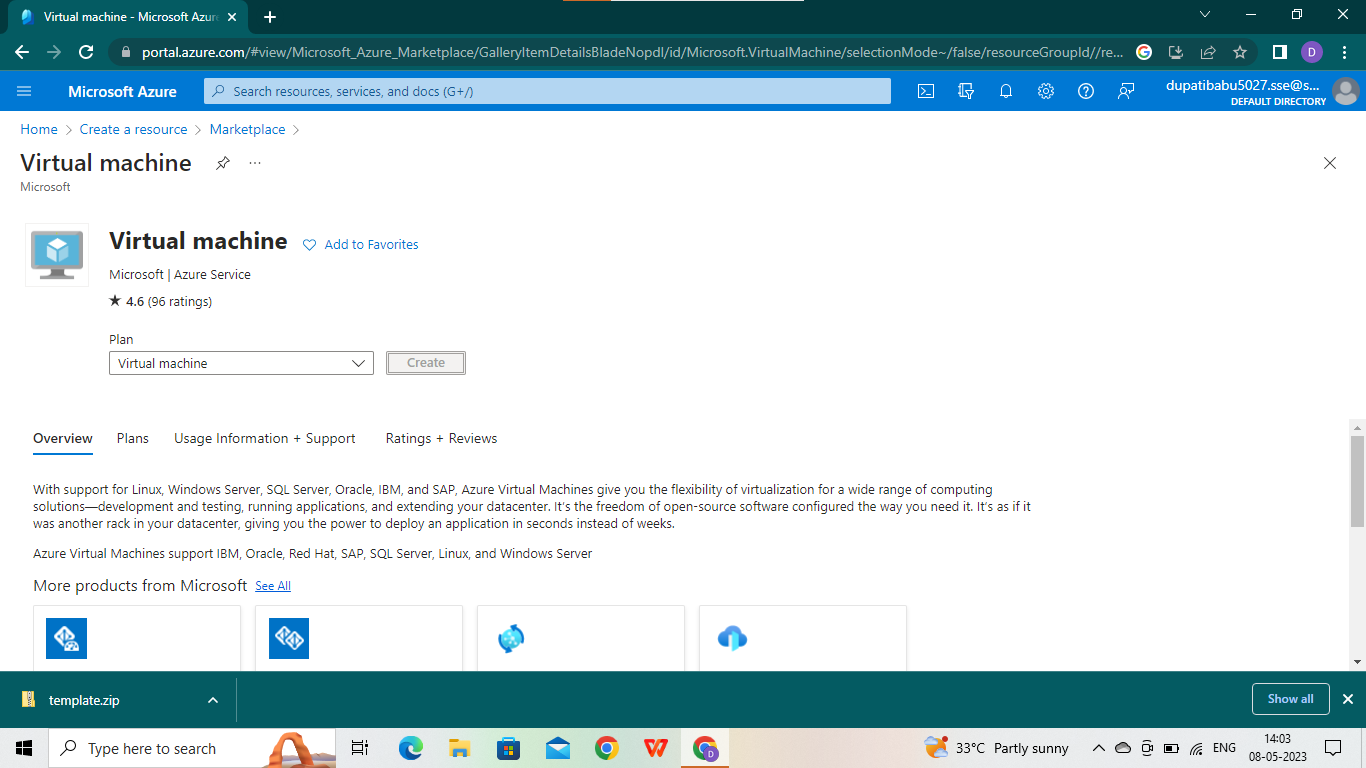 Virtual machine - Microsoft Azure
portal.azure.com/#view/Microsoft_Azure_Marketplace/GalleryItemDetailsBladeNopdl/id/Microsoft.VirtualMachine/selectionMode~/false/resourceGroupId//re...
D
Microsoft Azure
Search resources, services, and docs (G+/)
dupatibabu5027.sse@s...
DEFAULT DIRECTORY
Home > Create a resource > Marketplace >
Virtual machine
...
Microsoft
Virtual machine
Add to Favorites
Microsoft | Azure Service
★ 4.6 (96 ratings)
Plan
Virtual machine
Create
Overview Plans Usage Information + Support Ratings + Reviews
With support for Linux, Windows Server, SQL Server, Oracle, IBM, and SAP, Azure Virtual Machines give you the flexibility of virtualization for a wide range of computing
solutions—development and testing, running applications, and extending your datacenter. It's the freedom of open-source software configured the way you need it. It's as if it
was another rack in your datacenter, giving you the power to deploy an application in seconds instead of weeks.
Azure Virtual Machines support IBM, Oracle, Red Hat, SAP, SQL Server, Linux, and Windows Server
More products from Microsoft See All
template.zip
Show all
Type here to search
D
33°C Partly sunny
ENG
14:03
08-05-2023